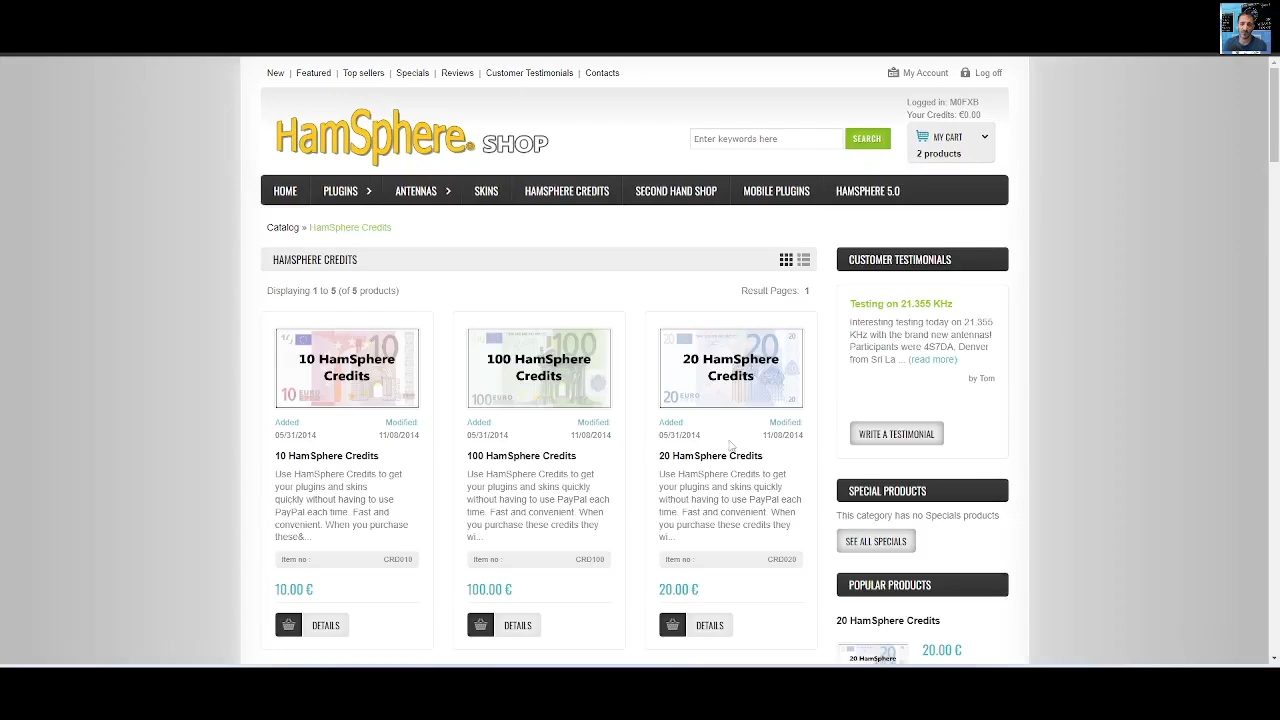 New | Featured | Top sellers | Specials | Reviews | Customer Testimonials | Contacts
My Account
Log off
HamSphere® SHOP
Logged in: M0FXB
Your Credits: €0.00
Enter keywords here
SEARCH
MY CART
2 products
HOME
PLUGINS
ANTENNAS
SKINS
HAMSPHERE CREDITS
SECOND HAND SHOP
MOBILE PLUGINS
HAMSPHERE 5.0
Catalog » HamSphere Credits
HAMSPHERE CREDITS
Displaying 1 to 5 (of 5 products)
Result Pages: 1
10 HamSphere
Credits
10 EURO
Added
Modified
05/31/2014
11/08/2014
10 HamSphere Credits
Use HamSphere Credits to get
your plugins and skins
quickly without having to use
PayPal each time. Fast and
convenient. When you purchase
these&...
Item no :
CRD010
10.00 €
DETAILS
100 HamSphere
Credits
100 EURO
Added
Modified
05/31/2014
11/08/2014
100 HamSphere Credits
Use HamSphere Credits to get
your plugins and skins quickly
without having to use PayPal each
time. Fast and convenient. When
you purchase these credits they
wi...
Item no :
CRD100
100.00 €
DETAILS
20 HamSphere
Credits
20 EURO
20
Added
Modified
05/31/2014
11/08/2014
20 HamSphere Credits
Use HamSphere Credits to get
your plugins and skins quickly
without having to use PayPal each
time. Fast and convenient. When
you purchase these credits they
wi...
Item no :
CRD020
20.00 €
DETAILS
CUSTOMER TESTIMONIALS
Testing on 21.355 KHz
Interesting testing today on 21.355
KHz with the brand new antennas!
Participants were 4S7DA, Denver
from Sri La ... (read more)
by Tom
WRITE A TESTIMONIAL
SPECIAL PRODUCTS
This category has no Specials products
SEE ALL SPECIALS
POPULAR PRODUCTS
20 HamSphere Credits
20 HamSphere
20.00 €